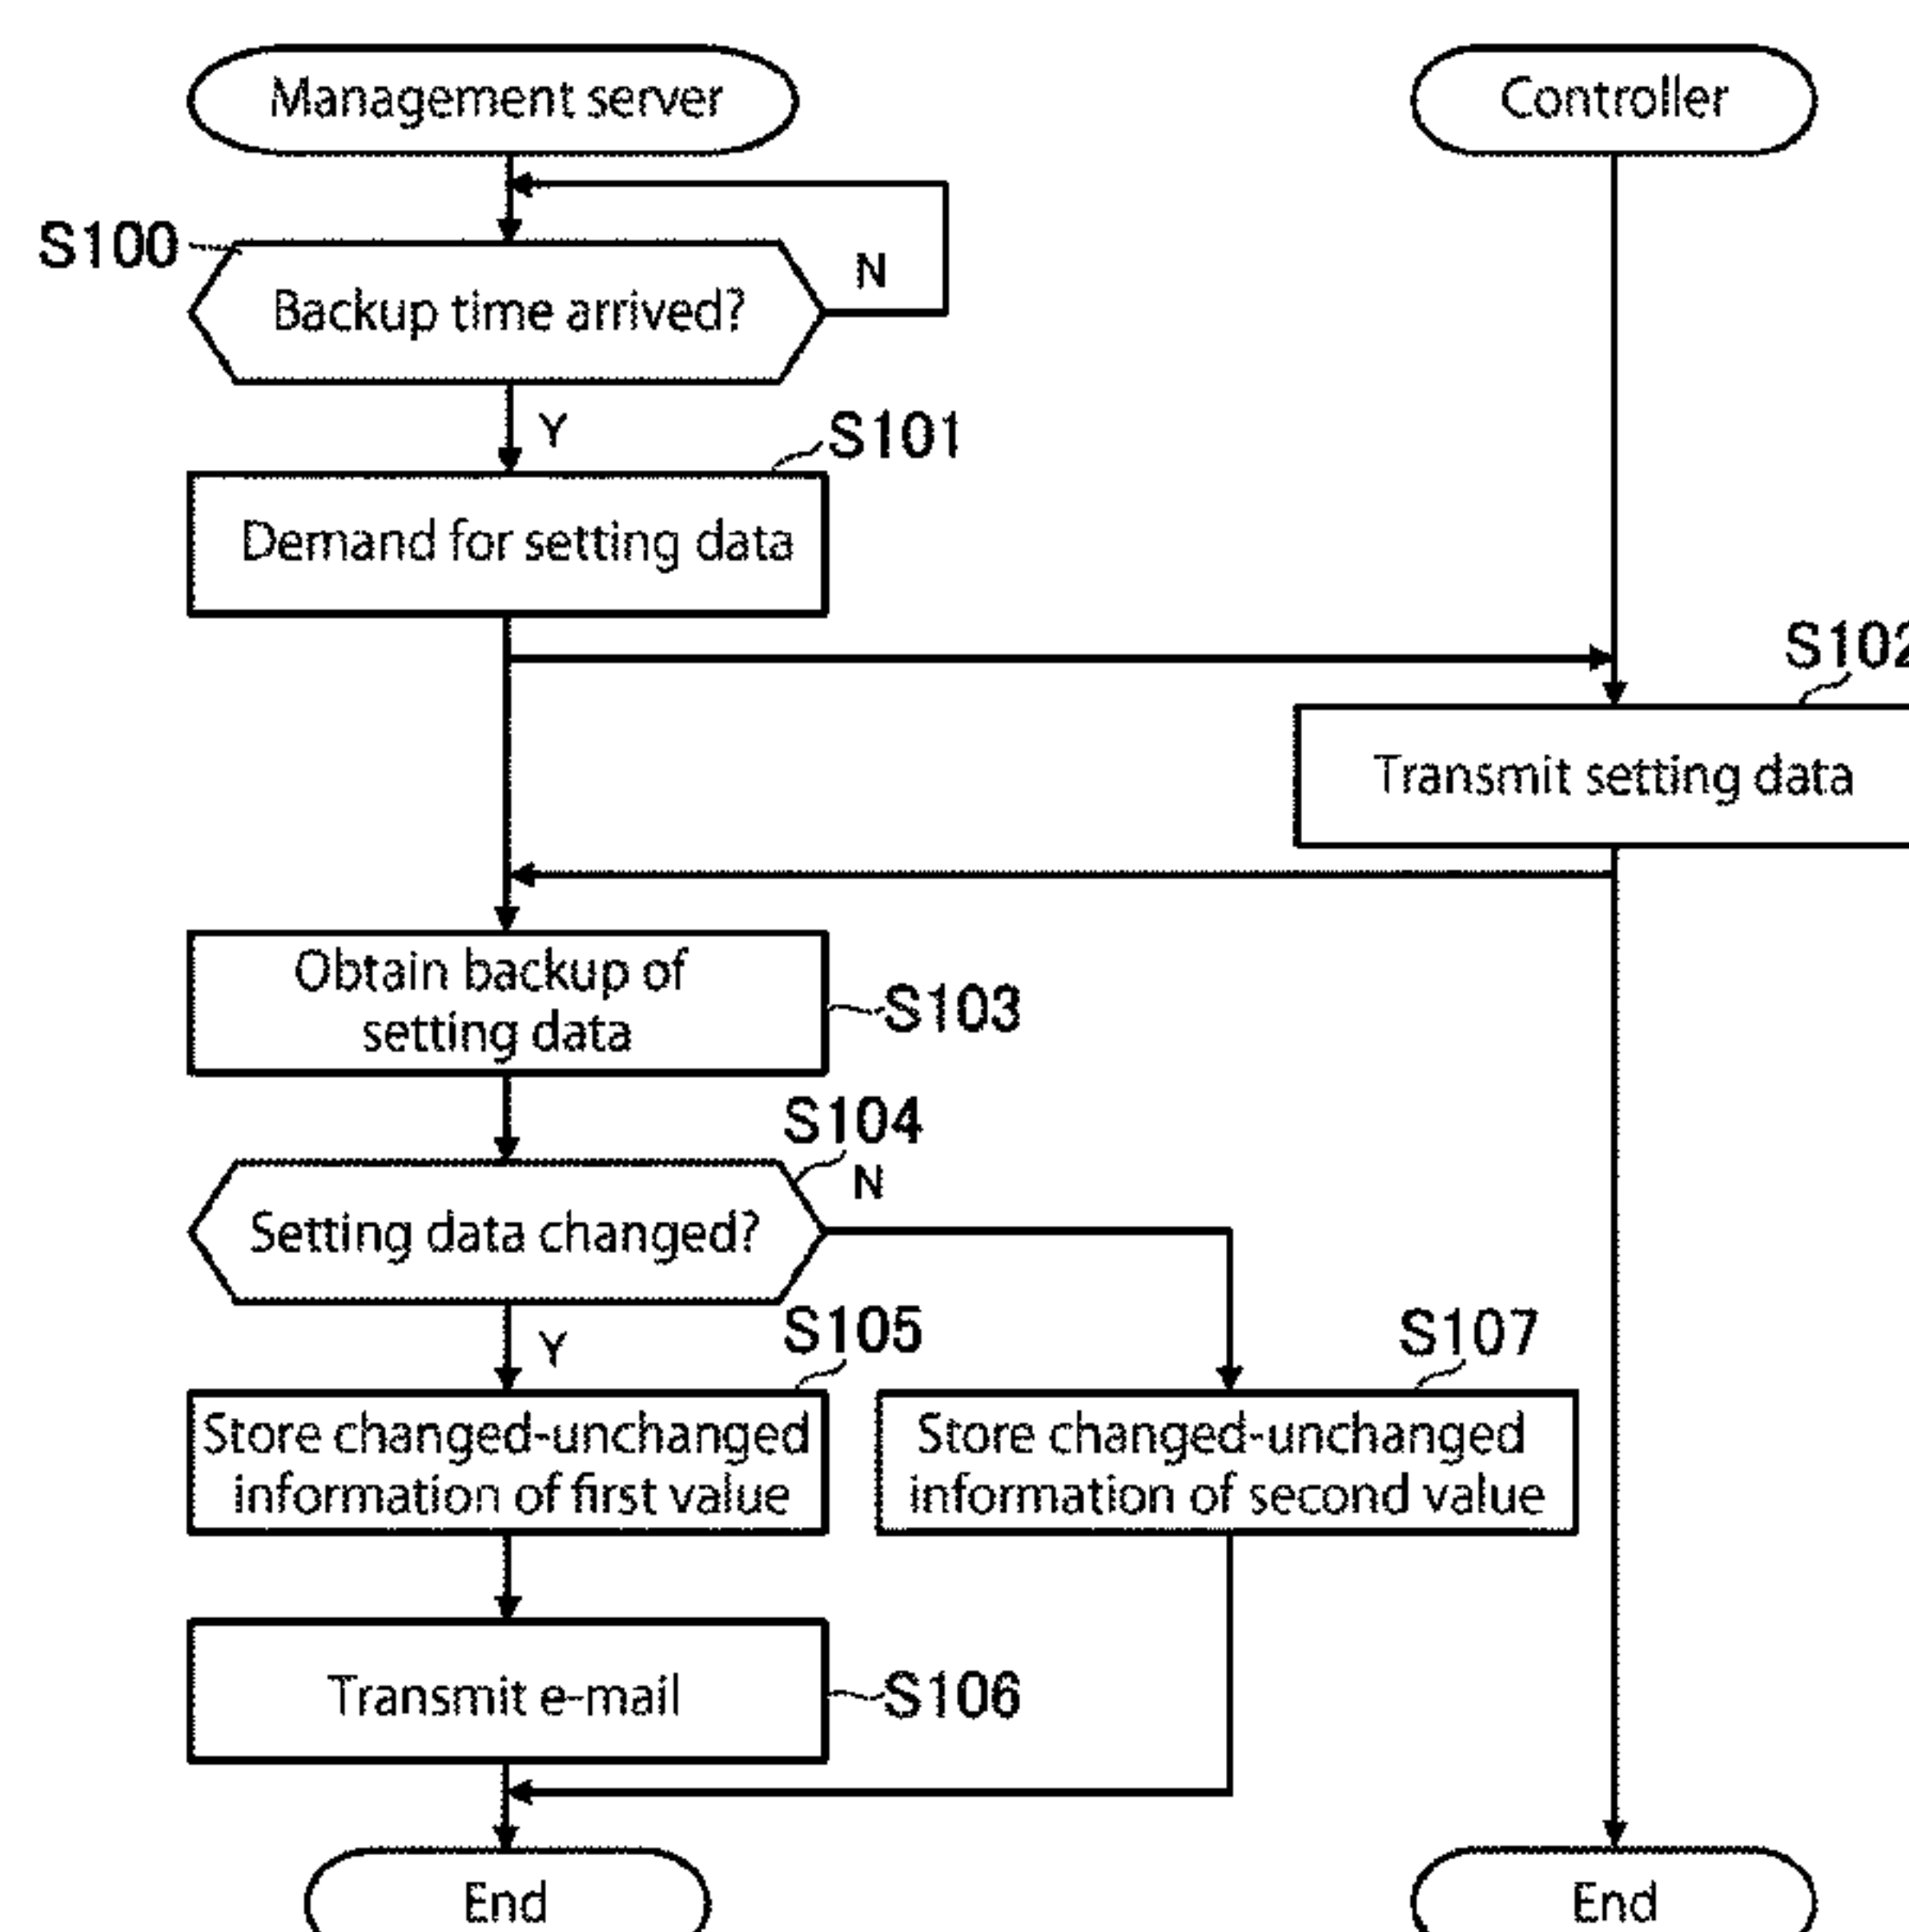 Management server
Controller
S100
N
Backup time arrived?
Y
S101
Demand for setting data
S102
Transmit setting data
Obtain backup of
setting data
S103
S104
N
Setting data changed?
Y
S105
S107
Store changed-unchanged
information of first value
Store changed-unchanged
information of second value
Transmit e-mail
S106
End
End